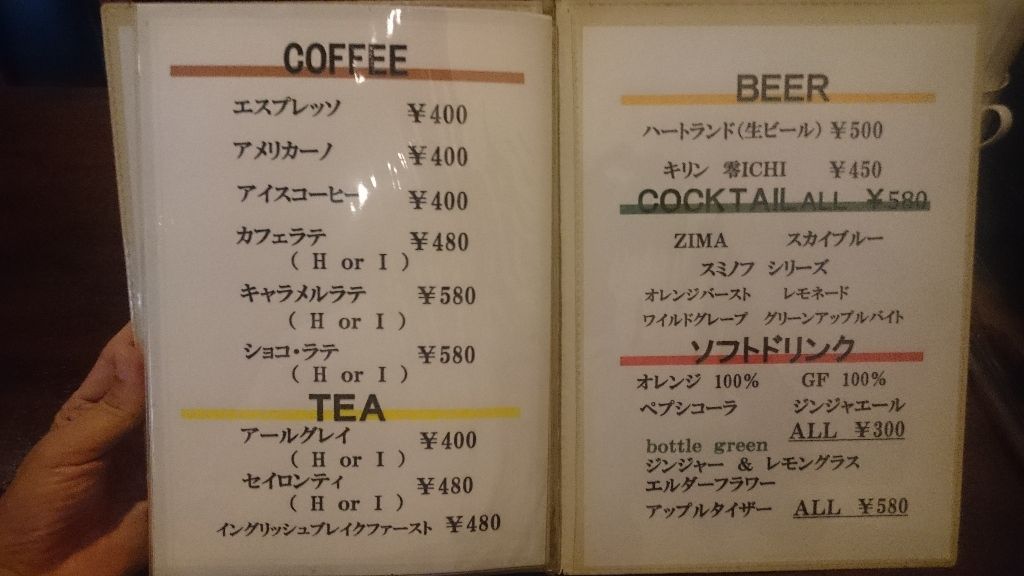 COFFEE
エスプレッソ ¥400
アメリカーノ ¥400
アイスコーヒー ¥400
カフェラテ ¥480
( H or I )
キャラメルラテ ¥580
( H or I )
ショコ・ラテ ¥580
( H or I )
TEA
アールグレイ ¥400
( H or I )
セイロンティ ¥480
( H or I )
イングリッシュブレイクファースト ¥480
BEER
ハートランド(生ビール) ¥500
キリン 零ICHI ¥450
COCKTAIL ALL ¥580
ZIMA スカイブルー
スミノフ シリーズ
オレンジバースト レモネード
ワイルドグレープ グリーンアップルバイト
ソフトドリンク
オレンジ 100% GF 100%
ペプシコーラ ジンジャエール
ALL ¥300
bottle green
ジンジャー & レモングラス
エルダーフラワー
アップルタイザー ALL ¥580